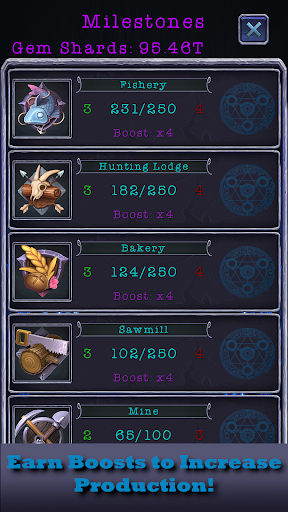 Milestones
Gem Shards: 95.46T
Fishery
3 231/250 4
Boost: x4
Hunting Lodge
3 182/250 4
Boost: x4
Bakery
3 124/250 4
Boost: x4
Sawmill
3 102/250 4
Boost: x4
Mine
2 65/100 3
Earn Boosts to Increase
Production!